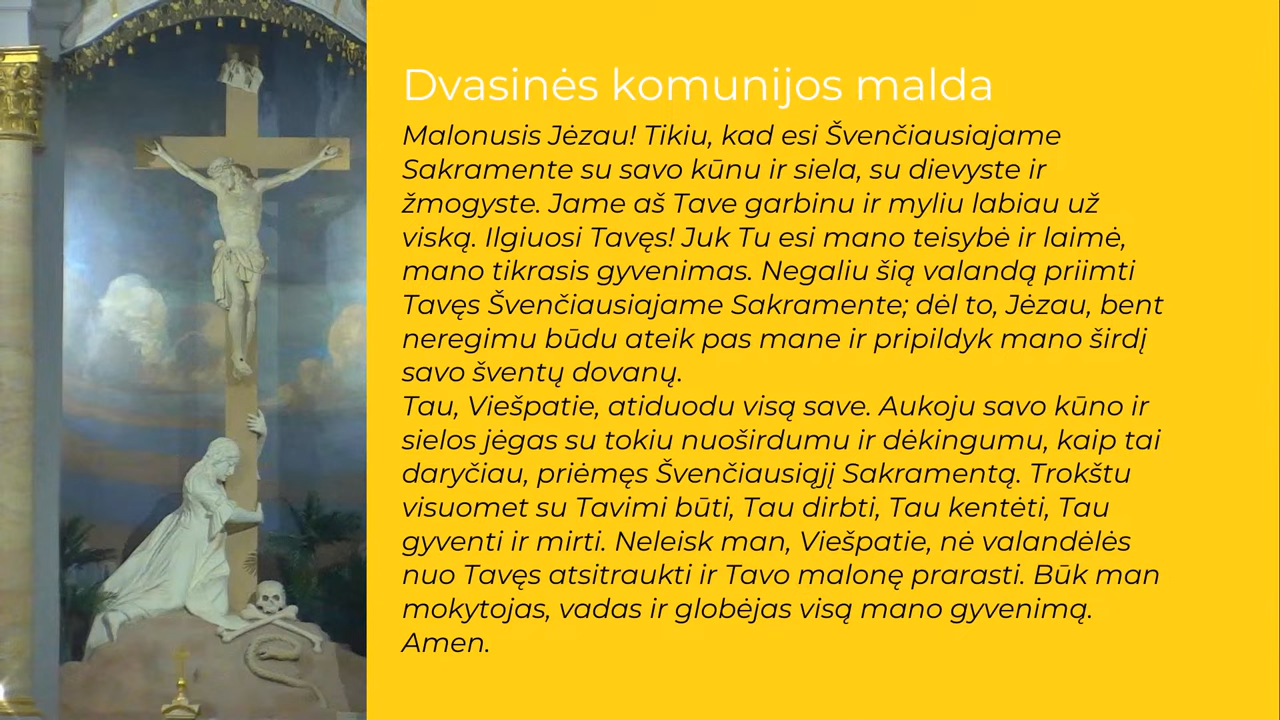 Dvasinės komunijos malda
Malonusis Jėzau! Tikiu, kad esi Švenčiausiajame
Sakramente su savo kūnu ir siela, su dievyste ir
žmogyste. Jame aš Tave garbinu ir myliu labiau už
viską. Ilgiuosi Tavęs! Juk Tu esi mano teisybė ir laimė,
mano tikrasis gyvenimas. Negaliu šią valandą priimti
Tavęs Švenčiausiajame Sakramente; dėl to, Jėzau, bent
neregimu būdu ateik pas mane ir pripildyk mano širdį
savo šventų dovanų.
Tau, Viešpatie, atiduodu visą save. Aukoju savo kūno ir
sielos jėgas su tokiu nuoširdumu ir dėkingumu, kaip tai
daryčiau, priėmęs Švenčiausiąjį Sakramentą. Trokštu
visuomet su Tavimi būti, Tau dirbti, Tau kentėti, Tau
gyventi ir mirti. Neleisk man, Viešpatie, nė valandėlės
nuo Tavęs atsitraukti ir Tavo malonę prarasti. Būk man
mokytojas, vadas ir globėjas visą mano gyvenimą.
Amen.